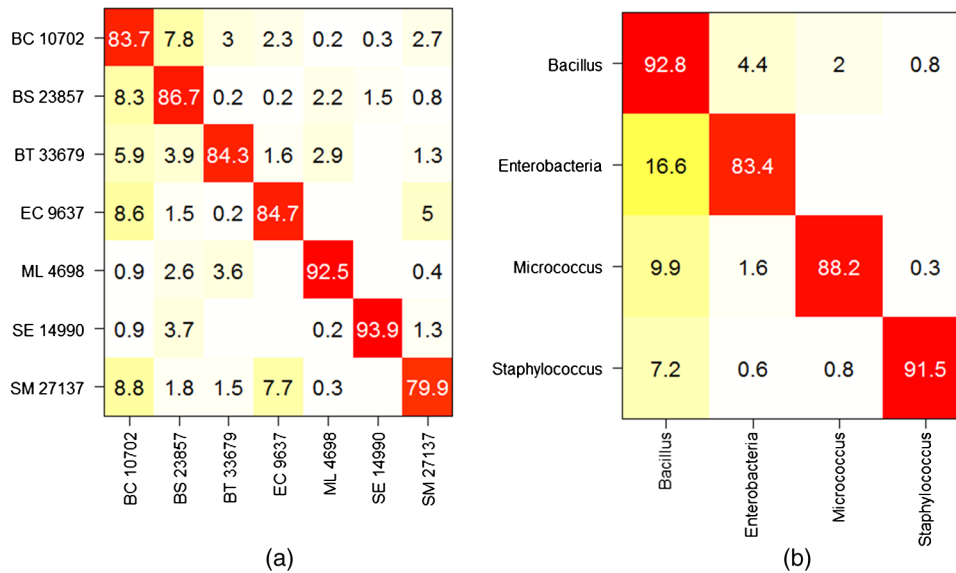 BC 10702 83.7 7.8 3 2.3 0.2 0.3 2.7
BS 23857 8.3 86.7 0.2 0.2 2.2 1.5 0.8
BT 33679 5.9 3.9 84.3 1.6 2.9 1.3
EC 9637 8.6 1.5 0.2 84.7 5
ML 4698 0.9 2.6 3.6 92.5 0.4
SE 14990 0.9 3.7 0.2 93.9 1.3
SM 27137 8.8 1.8 1.5 7.7 0.3 79.9
BC 10702
BS 23857
BT 33679
EC 9637
ML 4698
SE 14990
SM 27137
(a)
Bacillus 92.8 4.4 2 0.8
Enterobacteria 16.6 83.4
Micrococcus 9.9 1.6 88.2 0.3
Staphylococcus 7.2 0.6 0.8 91.5
Bacillus
Enterobacteria
Micrococcus
Staphylococcus
(b)